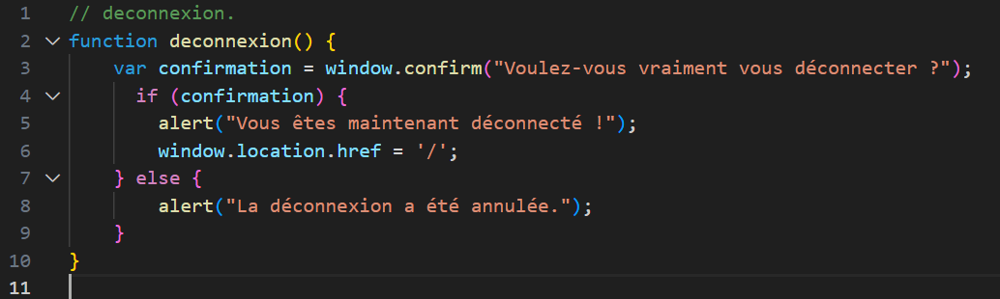 1 // deconnexion.
2 function deconnexion() {
3 var confirmation = window.confirm("Voulez-vous vraiment vous déconnecter ?");
4 if (confirmation) {
5 alert("Vous êtes maintenant déconnecté !");
6 window.location.href = '/';
7 } else {
8 alert("La déconnexion a été annulée.");
9 }
10 }
11